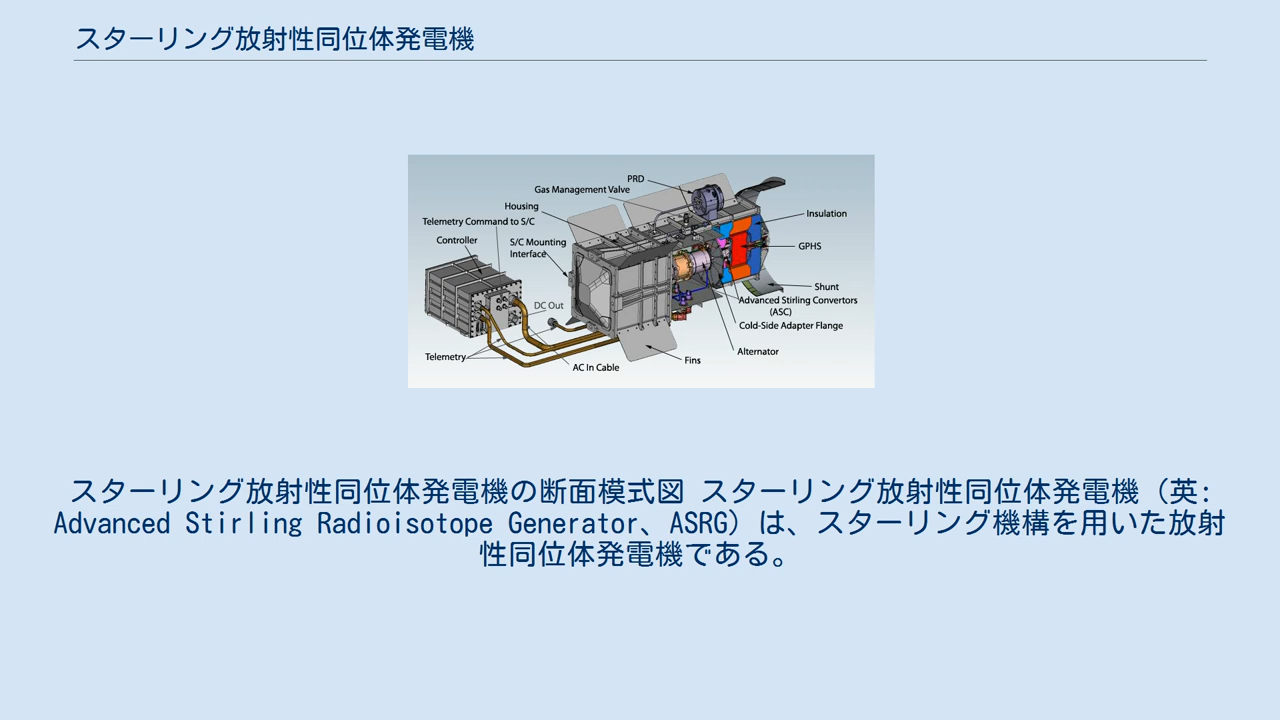 スターリング放射性同位体発電機
PRD
Gas Management Valve
Housing
Insulation
Telemetry Command to S/C
Controller
S/C Mounting
Interface
GPHS
Shunt
DC Out
Advanced Stirling Convertors
(ASC)
Cold-Side Adapter Flange
Telemetry
Alternator
Fins
AC In Cable
スターリング放射性同位体発電機の断面模式図 スターリング放射性同位体発電機（英:
Advanced Stirling Radioisotope Generator、ASRG）は、スターリング機構を用いた放射
性同位体発電機である。